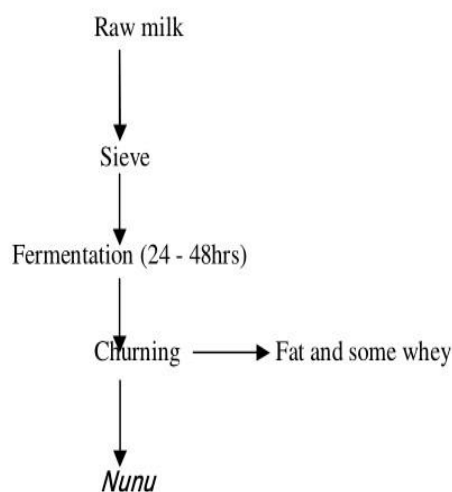 Raw milk
Sieve
Fermentation (24 - 48hrs)
Churning
Fat and some whey
Nunu